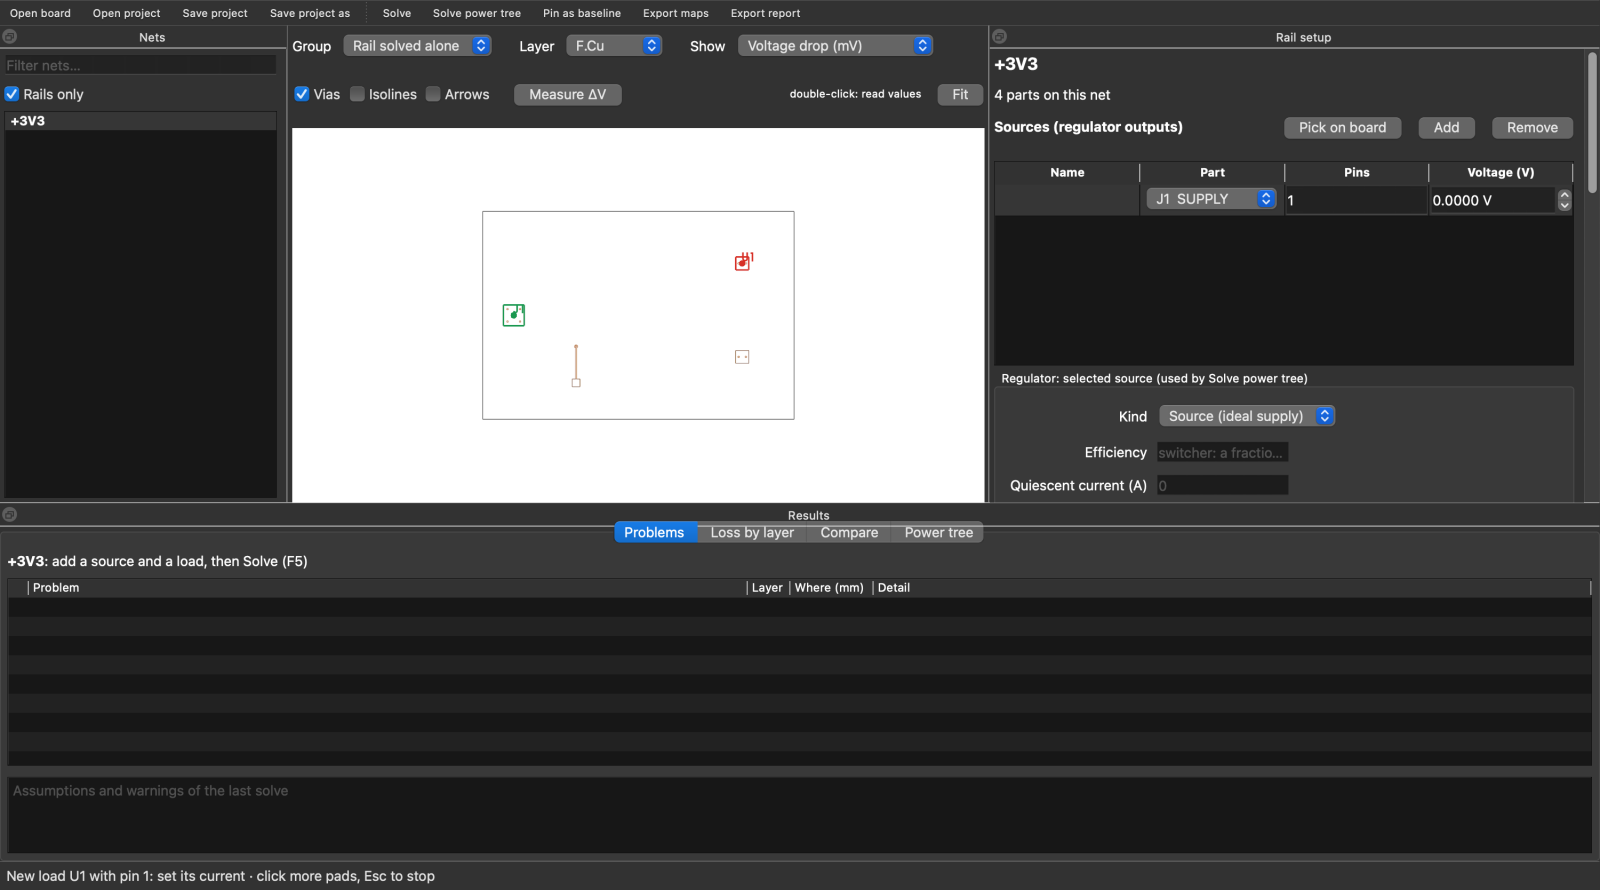 Open board Open project Save project Save project as Solve Solve power tree Pin as baseline Export maps Export report
Nets
Filter nets...
Rails only
+3V3
Group Rail solved alone Layer F.Cu Show Voltage drop (mV)
Vias Isolines Arrows Measure ΔV double-click: read values Fit
Rail setup
+3V3
4 parts on this net
Sources (regulator outputs) Pick on board Add Remove
Name Part Pins Voltage (V)
J1 SUPPLY 1 0.0000 V
Regulator: selected source (used by Solve power tree)
Kind Source (ideal supply)
Efficiency switcher: a fractio...
Quiescent current (A) 0
Results
Problems Loss by layer Compare Power tree
+3V3: add a source and a load, then Solve (F5)
Problem Layer Where (mm) Detail
Assumptions and warnings of the last solve
New load U1 with pin 1: set its current · click more pads, Esc to stop